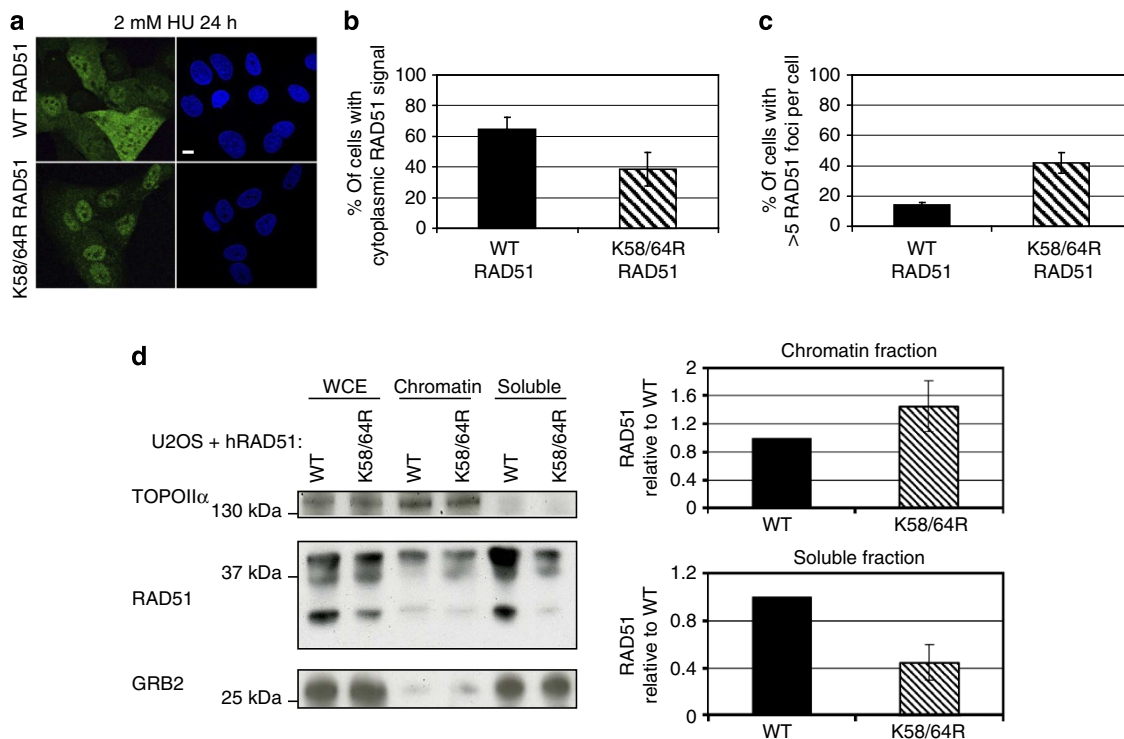 a
2 mM HU 24 h
WT RAD51
K58/64R RAD51
b
% Of cells with
cytoplasmic RAD51 signal
100
80
60
40
20
0
WT
RAD51
K58/64R
RAD51
c
% Of cells with
>5 RAD51 foci per cell
100
80
60
40
20
0
WT
RAD51
K58/64R
RAD51
d
WCE
Chromatin
Soluble
U2OS + hRAD51:
WT
K58/64R
WT
K58/64R
WT
K58/64R
TOPOIIα
130 kDa
37 kDa
RAD51
GRB2
25 kDa
Chromatin fraction
RAD51
relative to WT
2
1.6
1.2
0.8
0.4
0
WT
K58/64R
Soluble fraction
RAD51
relative to WT
1.2
0.8
0.4
0
WT
K58/64R